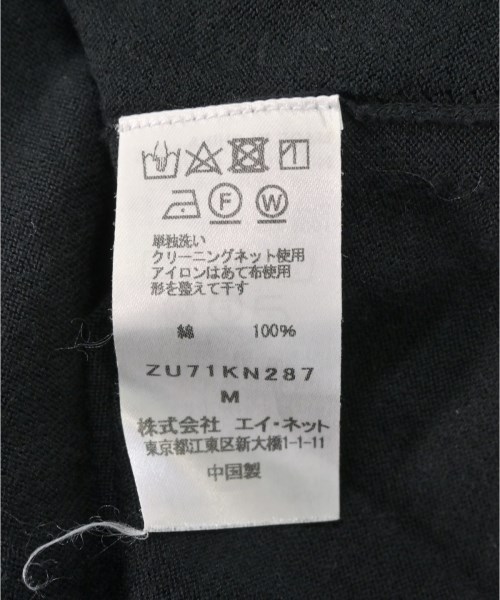 F W
単独洗い
クリーニングネット使用
アイロンはあて布使用
形を整えて干す
綿 100%
ZU71KN287
M
株式会社 エイ・ネット
東京都江東区新大橋1-1-11
中国製